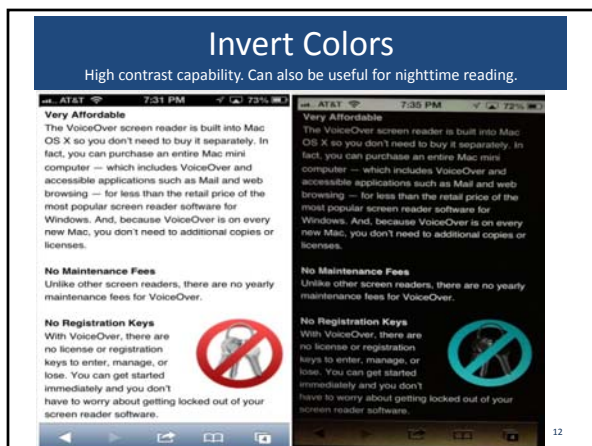 Invert Colors
High contrast capability. Can also be useful for nighttime reading.
AT&T 7:31 PM 73%
Very Affordable
The VoiceOver screen reader is built into Mac
OS X so you don't need to buy it separately. In
fact, you can purchase an entire Mac mini
computer — which includes VoiceOver and
accessible applications such as Mail and web
browsing — for less than the retail price of the
most popular screen reader software for
Windows. And, because VoiceOver is on every
new Mac, you don't need to additional copies or
licenses.
No Maintenance Fees
Unlike other screen readers, there are no yearly
maintenance fees for VoiceOver.
No Registration Keys
With VoiceOver, there are
no license or registration
keys to enter, manage, or
lose. You can get started
immediately and you don't
have to worry about getting locked out of your
screen reader software.
4
AT&T 7:35 PM 72%
Very Affordable
The VoiceOver screen reader is built into Mac
OS X so you don't need to buy it separately. In
fact, you can purchase an entire Mac mini
computer — which includes VoiceOver and
accessible applications such as Mail and web
browsing — for less than the retail price of the
most popular screen reader software for
Windows. And, because VoiceOver is on every
new Mac, you don't need to additional copies or
licenses.
No Maintenance Fees
Unlike other screen readers, there are no yearly
maintenance fees for VoiceOver.
No Registration Keys
With VoiceOver, there are
no license or registration
keys to enter, manage, or
lose. You can get started
immediately and you don't
have to worry about getting locked out of your
screen reader software.
4
12